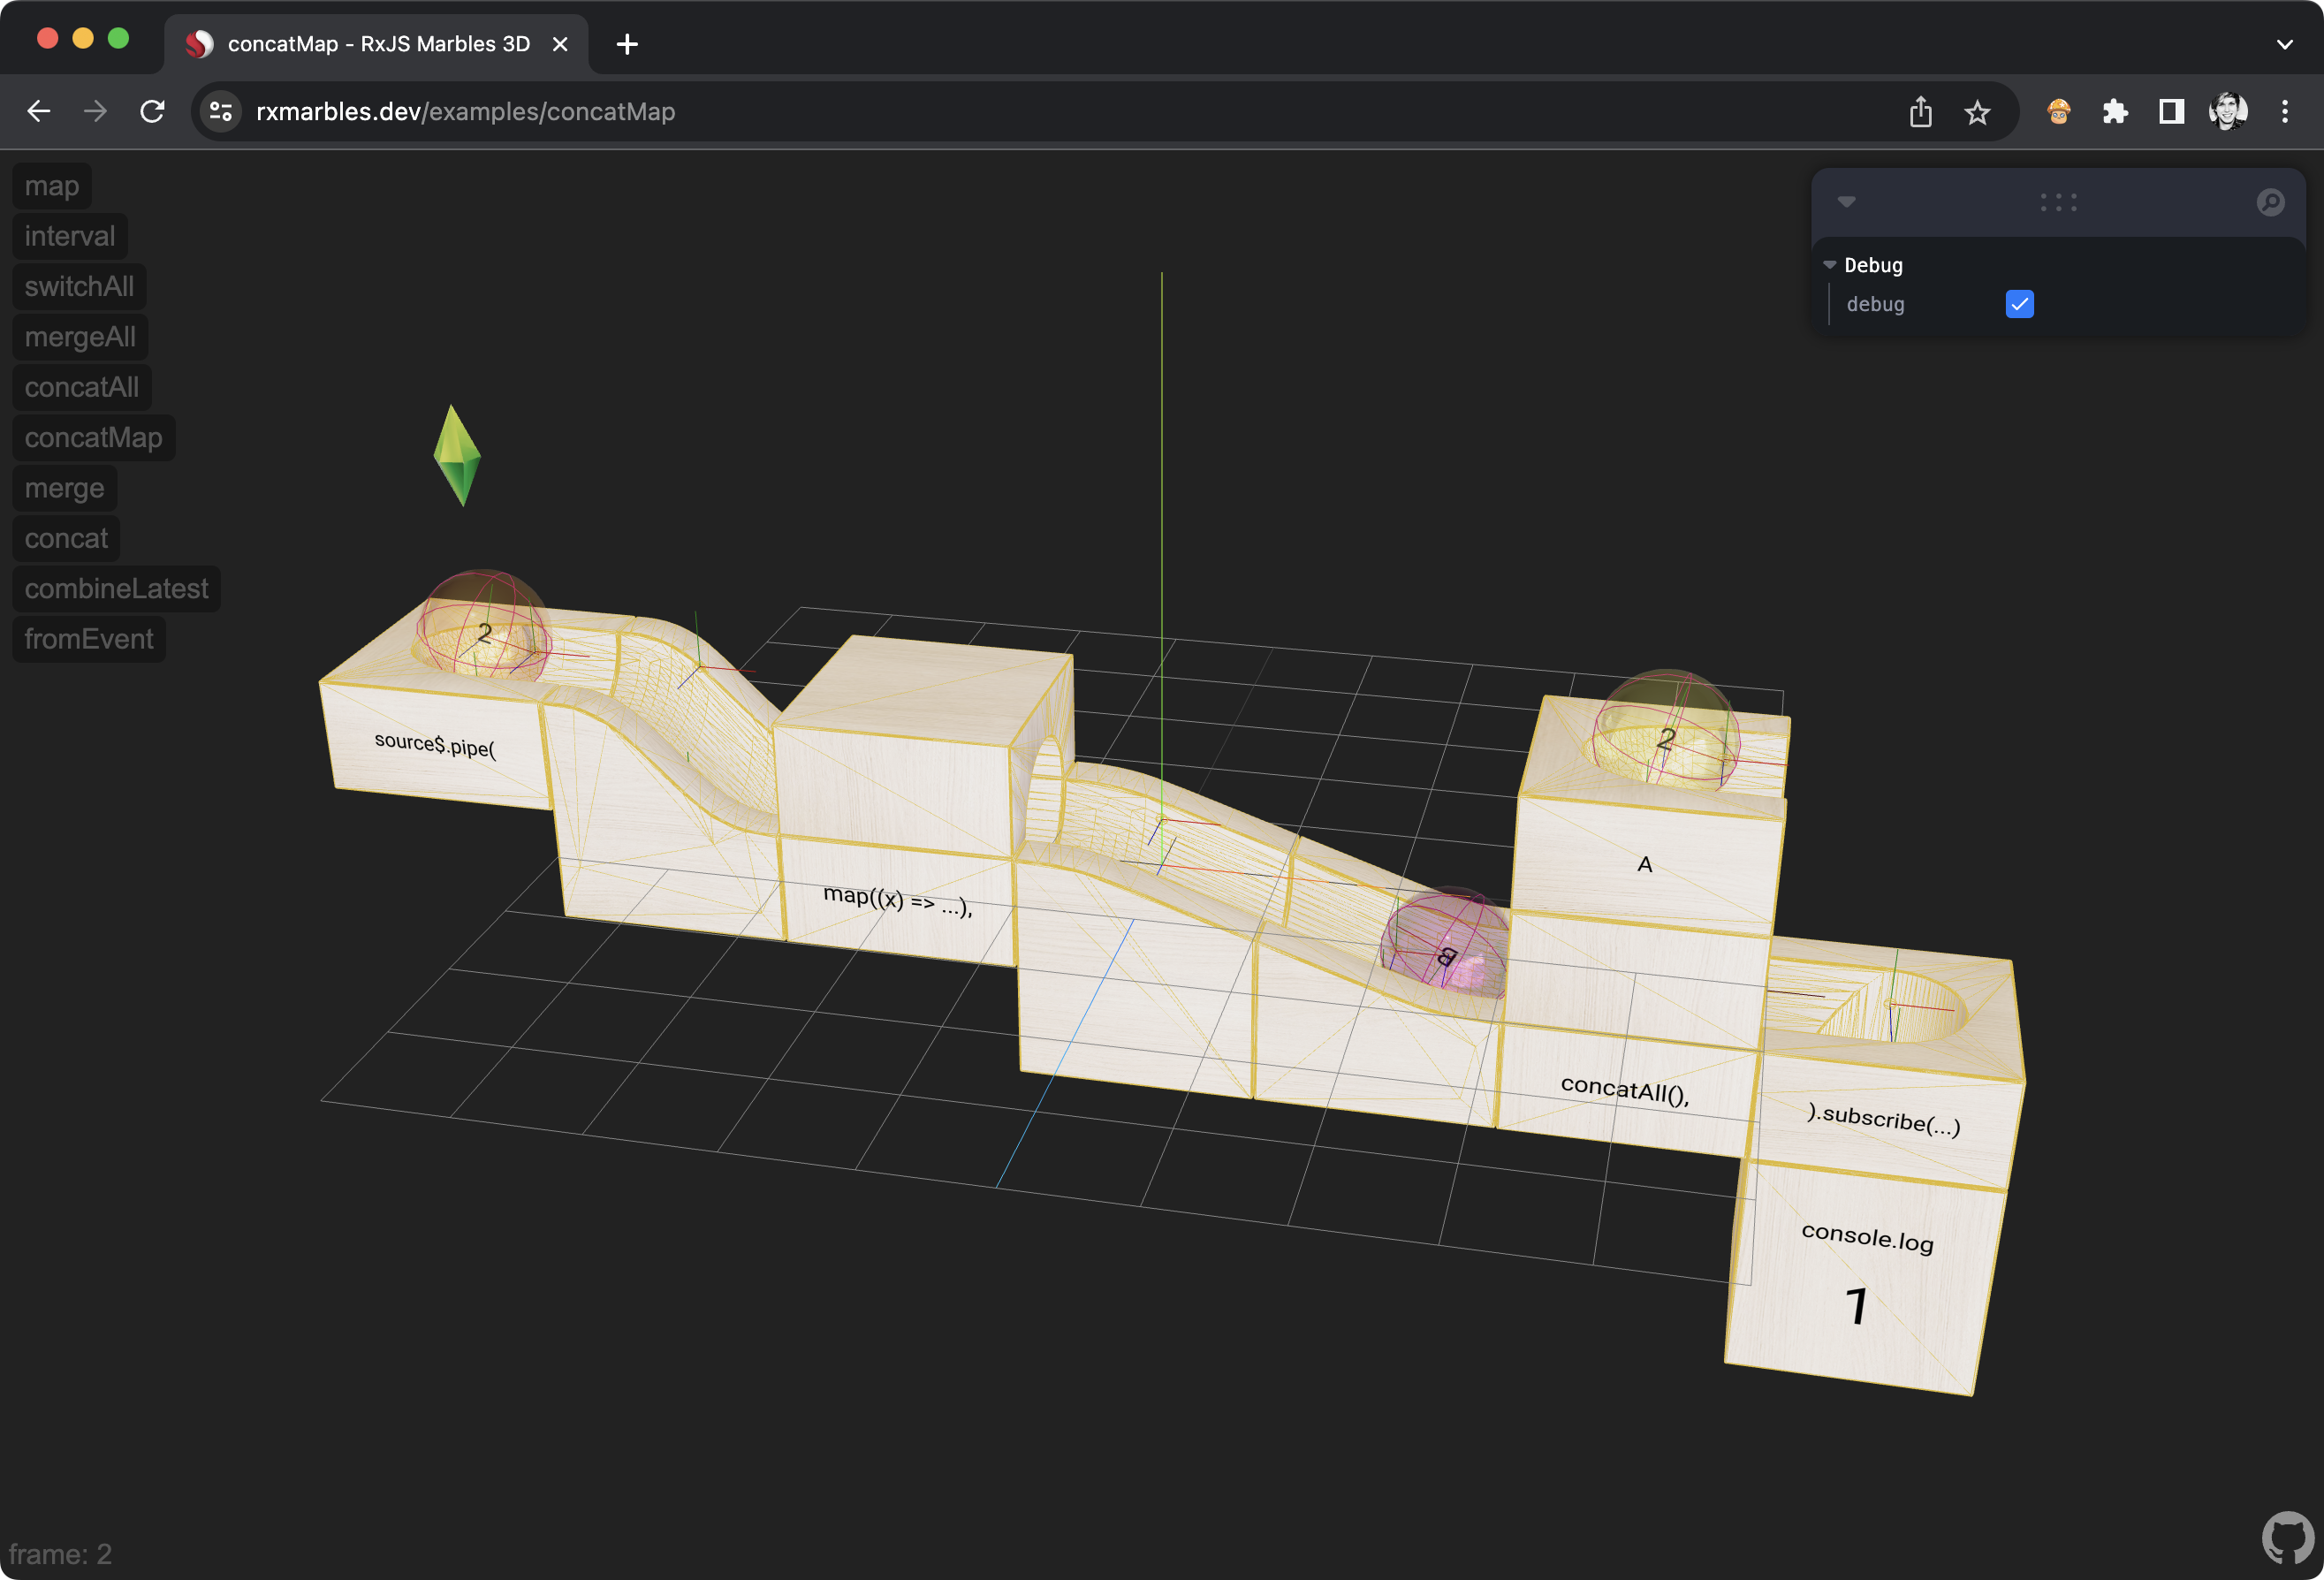 concatMap - RxJS Marbles 3D
rxmarbles.dev/examples/concatMap
map
interval
switchAll
mergeAll
concatAll
concatMap
merge
concat
combineLatest
fromEvent
Debug
debug
2
source$.pipe(
map((x) => ...),
B
2
A
concatAll(),
).subscribe(...)
console.log
1
frame: 2